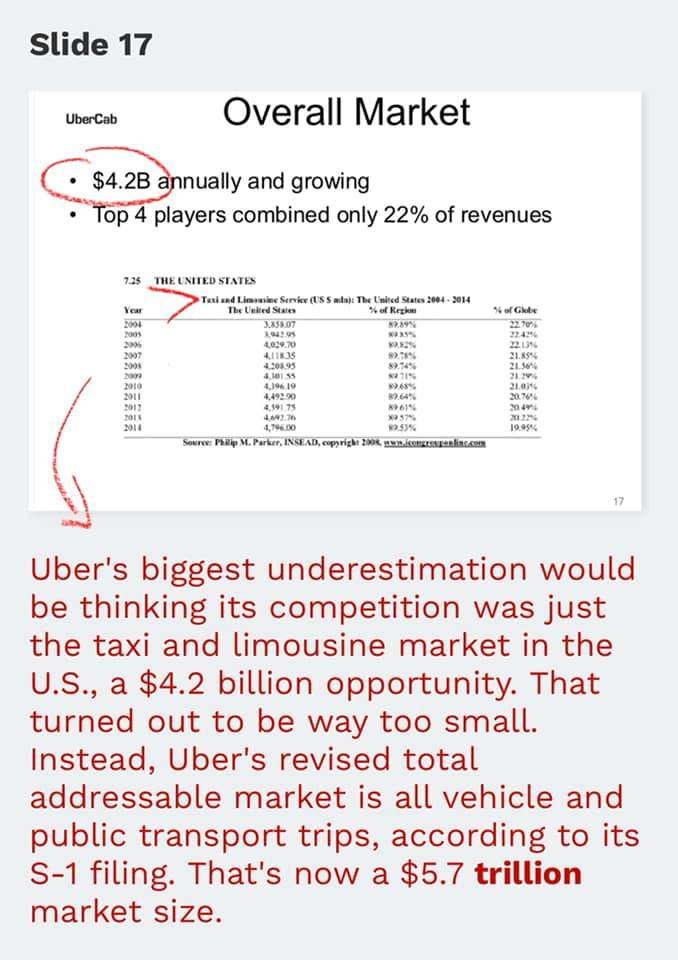 Slide 17
UberCab
Overall Market
• $4.2B annually and growing
• Top 4 players combined only 22% of revenues
7.25 THE UNITED STATES
Taxi and Limousine Service (US $ mln): The United States 2004 - 2014
Year The United States % of Region % of Globe
2004 3,858.07 89.89% 22.70%
2005 3,942.95 89.85% 22.42%
2006 4,029.70 89.82% 22.13%
2007 4,118.35 89.78% 21.85%
2008 4,208.95 89.74% 21.56%
2009 4,301.55 89.71% 21.29%
2010 4,396.19 89.68% 21.03%
2011 4,492.90 89.64% 20.76%
2012 4,591.75 89.61% 20.49%
2013 4,692.76 89.57% 20.22%
2014 4,796.00 89.53% 19.95%
Source: Philip M. Parker, INSEAD, copyright 2008, www.icongrouponline.com
17
Uber's biggest underestimation would
be thinking its competition was just
the taxi and limousine market in the
U.S., a $4.2 billion opportunity. That
turned out to be way too small.
Instead, Uber's revised total
addressable market is all vehicle and
public transport trips, according to its
S-1 filing. That's now a $5.7 trillion
market size.